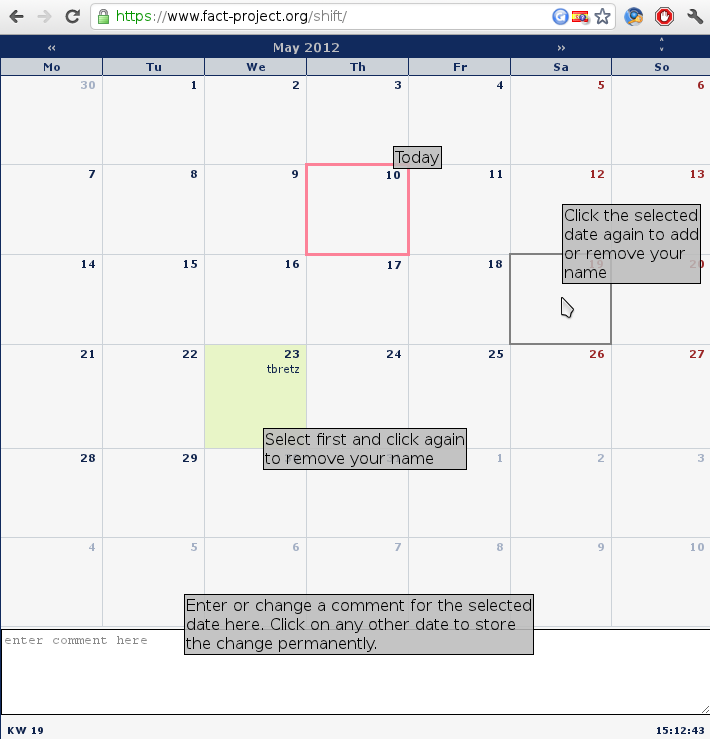 https://www.fact-project.org/shift/
« May 2012 »
Mo Tu We Th Fr Sa So
30 1 2 3 4 5 6
Today
7 8 9 10 11 12 13
Click the selected
date again to add
or remove your
name
14 15 16 17 18 19 20
21 22 23 24 25 26 27
tbretz
Select first and click again
to remove your name
28 29 1 2 3
4 5 6 7 8 9 10
Enter or change a comment for the selected
date here. Click on any other date to store
the change permanently.
enter comment here
KW 19 15:12:43